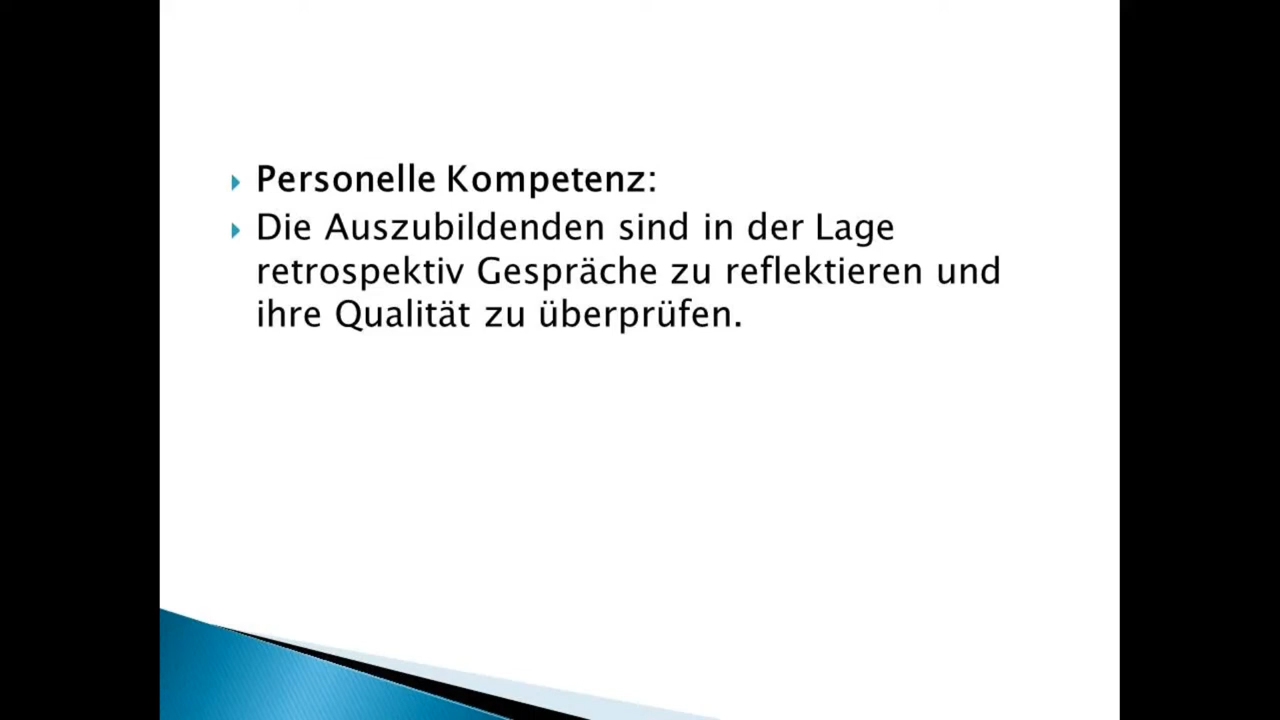 Personelle Kompetenz:
Die Auszubildenden sind in der Lage
retrospektiv Gespräche zu reflektieren und
ihre Qualität zu überprüfen.